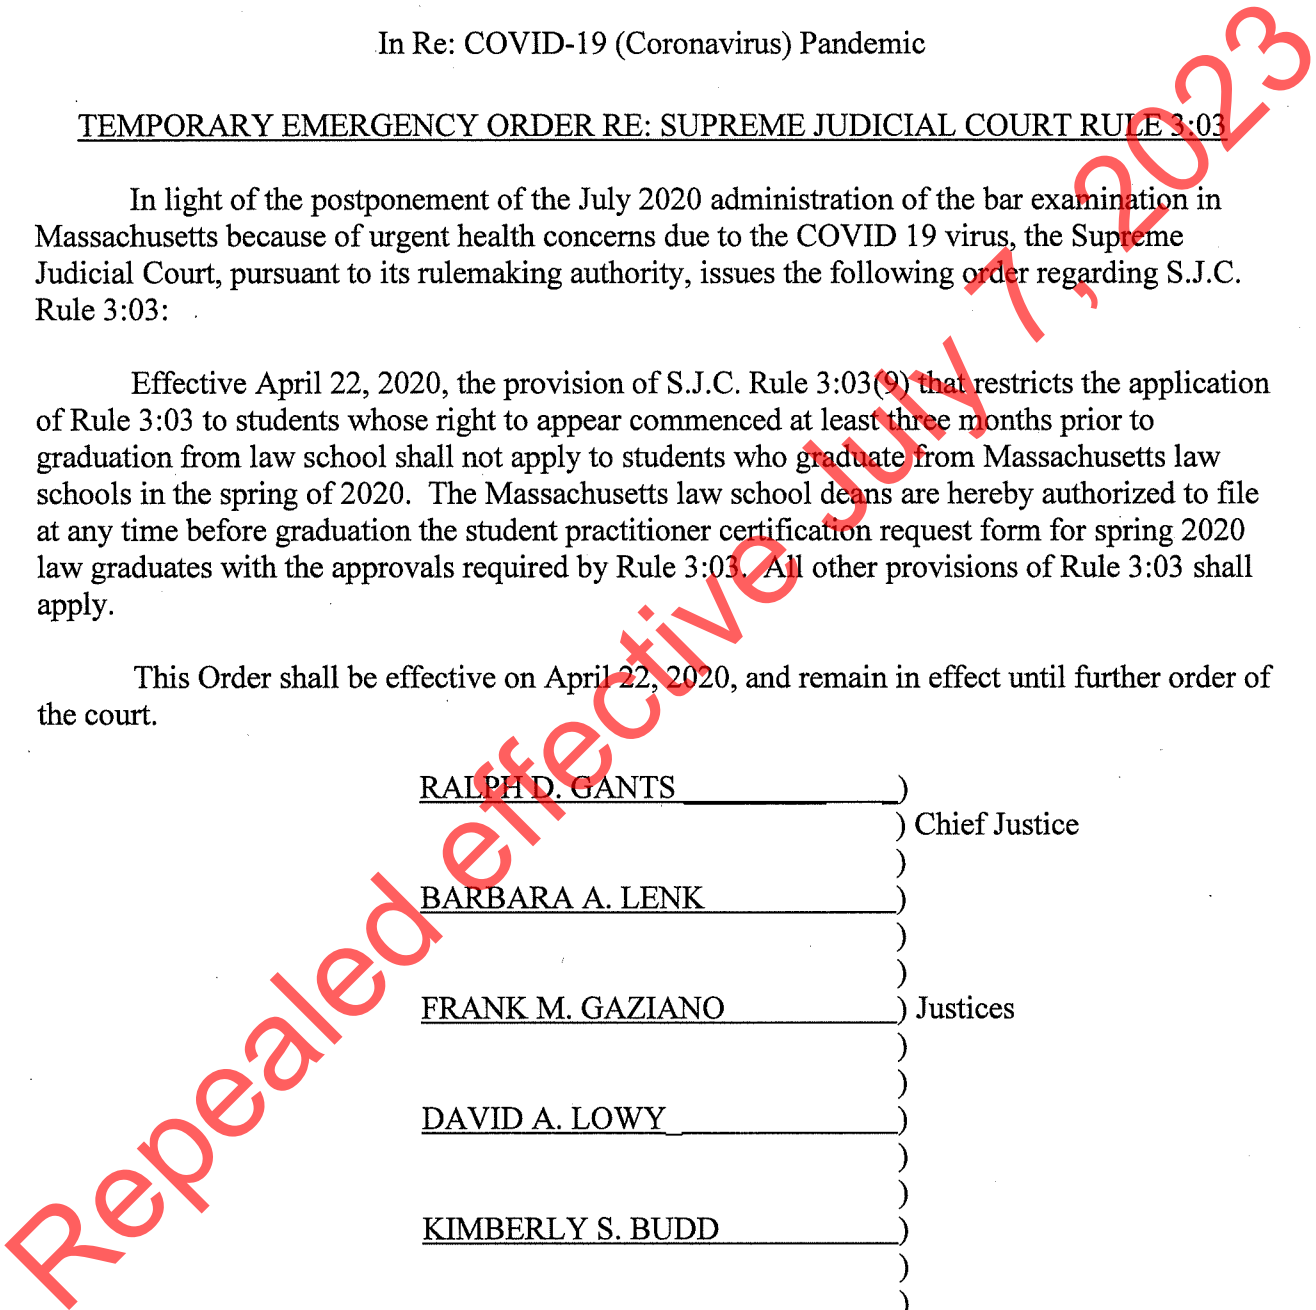 In Re: COVID-19 (Coronavirus) Pandemic
TEMPORARY EMERGENCY ORDER RE: SUPREME JUDICIAL COURT RULE 3:03
In light of the postponement of the July 2020 administration of the bar examination in
Massachusetts because of urgent health concerns due to the COVID 19 virus, the Supreme
Judicial Court, pursuant to its rulemaking authority, issues the following order regarding S.J.C.
Rule 3:03:
Effective April 22, 2020, the provision of S.J.C. Rule 3:03(9) that restricts the application
of Rule 3:03 to students whose right to appear commenced at least three months prior to
graduation from law school shall not apply to students who graduate from Massachusetts law
schools in the spring of 2020. The Massachusetts law school deans are hereby authorized to file
at any time before graduation the student practitioner certification request form for spring 2020
law graduates with the approvals required by Rule 3:03. All other provisions of Rule 3:03 shall
apply.
This Order shall be effective on April 22, 2020, and remain in effect until further order of
the court.
RALPH D. GANTS )
) Chief Justice
)
BARBARA A. LENK )
)
)
FRANK M. GAZIANO ) Justices
)
)
DAVID A. LOWY )
)
)
KIMBERLY S. BUDD )
)
)
Repealed effective July 7, 2023